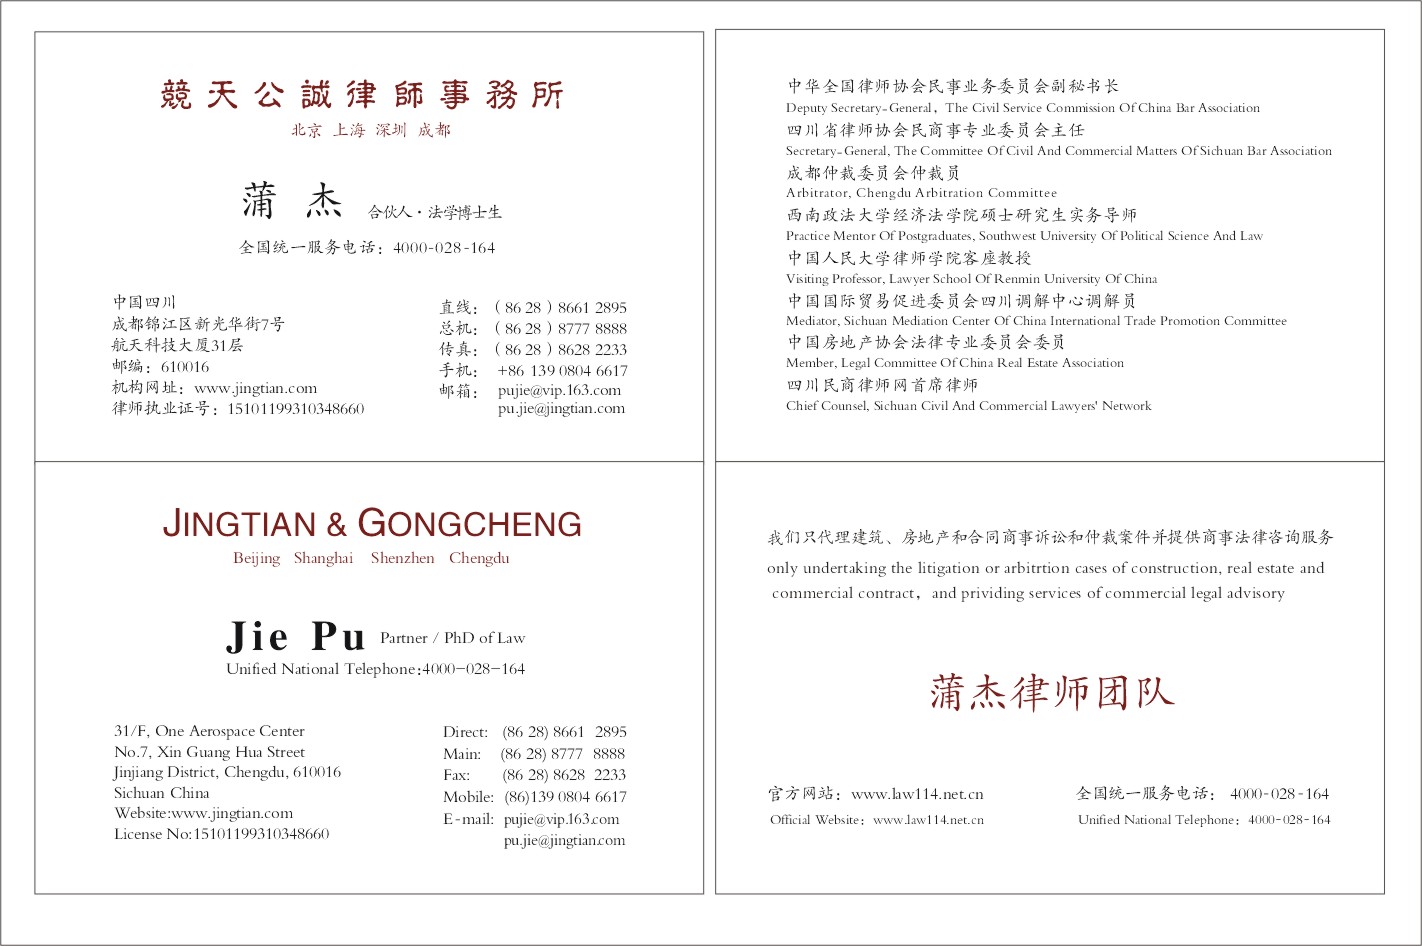 競天公誠律師事務所
北京 上海 深圳 成都
蒲 杰 合伙人·法学博士生
全国统一服务电话：4000-028-164
中国四川
成都锦江区新光华街7号
航天科技大厦31层
邮编：610016
机构网址：www.jingtian.com
律师执业证号：15101199310348660
直线：（86 28）8661 2895
总机：（86 28）8777 8888
传真：（86 28）8628 2233
手机： +86 139 0804 6617
邮箱： pujie@vip.163.com
pu.jie@jingtian.com
中华全国律师协会民事业务委员会副秘书长
Deputy Secretary-General，The Civil Service Commission Of China Bar Association
四川省律师协会民商事专业委员会主任
Secretary-General, The Committee Of Civil And Commercial Matters Of Sichuan Bar Association
成都仲裁委员会仲裁员
Arbitrator, Chengdu Arbitration Committee
西南政法大学经济法学院硕士研究生实务导师
Practice Mentor Of Postgraduates, Southwest University Of Political Science And Law
中国人民大学律师学院客座教授
Visiting Professor, Lawyer School Of Renmin University Of China
中国国际贸易促进委员会四川调解中心调解员
Mediator, Sichuan Mediation Center Of China International Trade Promotion Committee
中国房地产协会法律专业委员会委员
Member, Legal Committee Of China Real Estate Association
四川民商律师网首席律师
Chief Counsel, Sichuan Civil And Commercial Lawyers' Network
JINGTIAN & GONGCHENG
Beijing Shanghai Shenzhen Chengdu
Jie Pu Partner / PhD of Law
Unified National Telephone:4000-028-164
31/F, One Aerospace Center
No.7, Xin Guang Hua Street
Jinjiang District, Chengdu, 610016
Sichuan China
Website:www.jingtian.com
License No:15101199310348660
Direct: (86 28) 8661 2895
Main: (86 28) 8777 8888
Fax: (86 28) 8628 2233
Mobile: (86)139 0804 6617
E-mail: pujie@vip.163.com
pu.jie@jingtian.com
我们只代理建筑、房地产和合同商事诉讼和仲裁案件并提供商事法律咨询服务
only undertaking the litigation or arbitrtion cases of construction, real estate and
commercial contract，and prividing services of commercial legal advisory
蒲杰律师团队
官方网站：www.law114.net.cn 全国统一服务电话： 4000-028-164
Official Website：www.law114.net.cn Unified National Telephone：4000-028-164